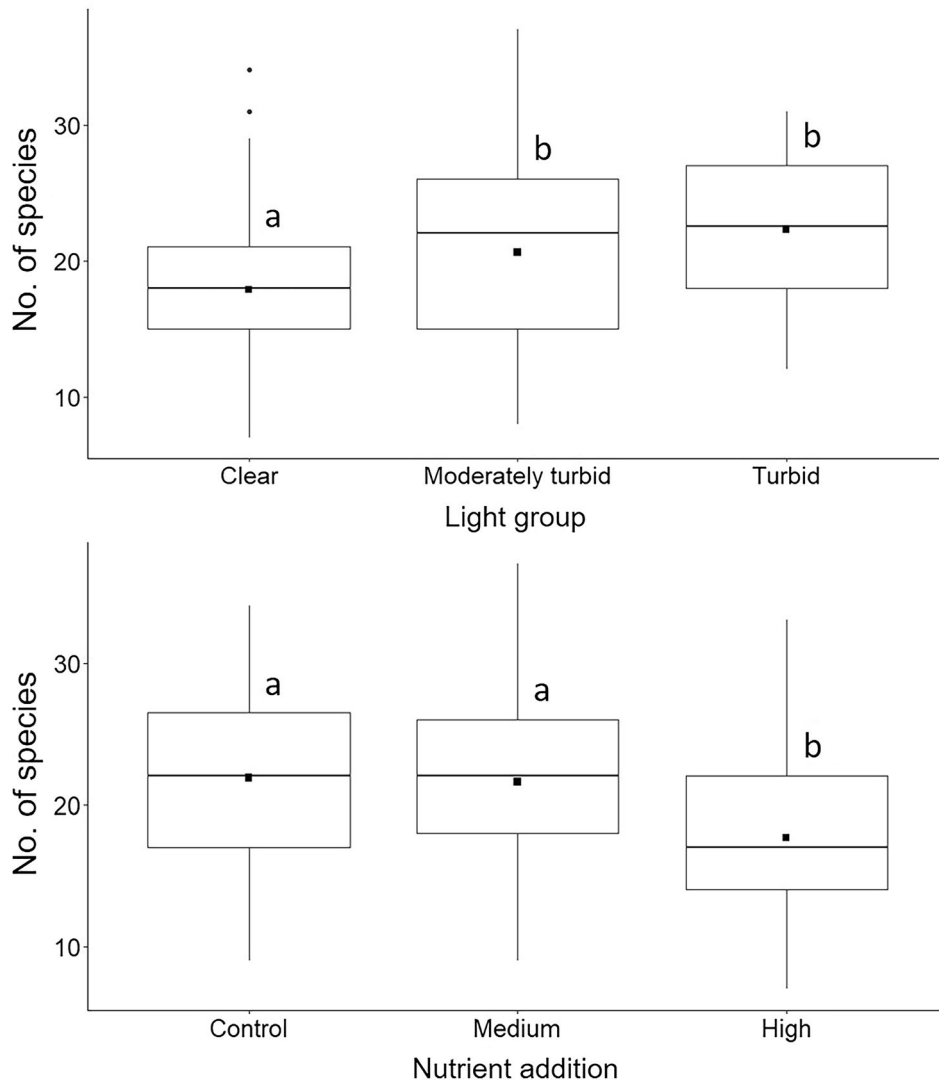 No. of species
30
20
10
a
b
b
Clear
Moderately turbid
Turbid
Light group
No. of species
30
20
10
a
a
b
Control
Medium
High
Nutrient addition